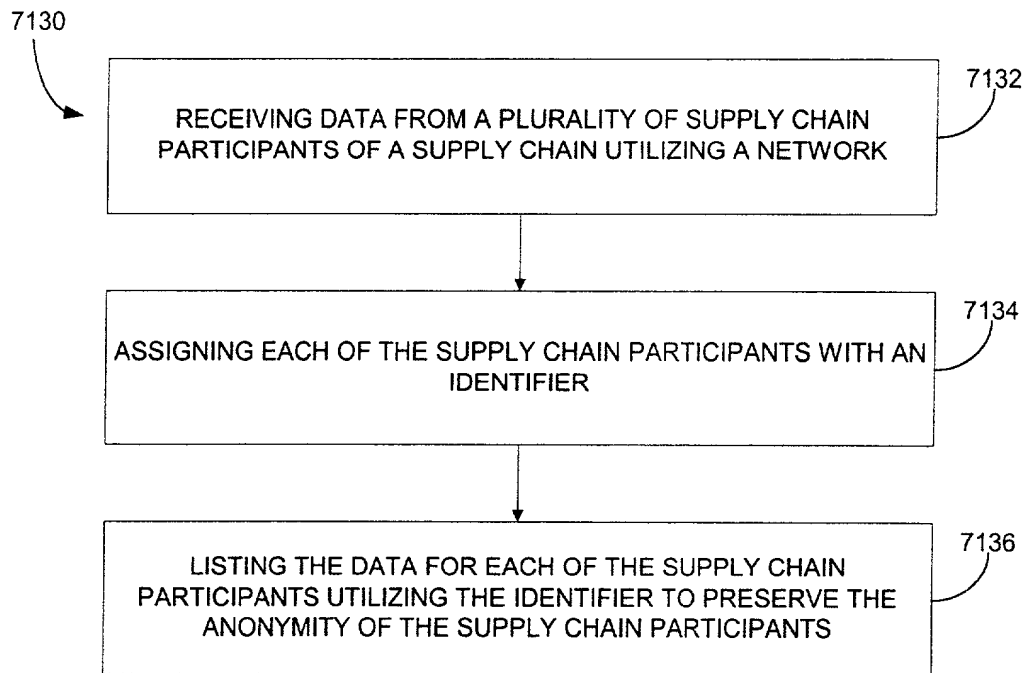 7130
7132
RECEIVING DATA FROM A PLURALITY OF SUPPLY CHAIN
PARTICIPANTS OF A SUPPLY CHAIN UTILIZING A NETWORK
7134
ASSIGNING EACH OF THE SUPPLY CHAIN PARTICIPANTS WITH AN
IDENTIFIER
7136
LISTING THE DATA FOR EACH OF THE SUPPLY CHAIN
PARTICIPANTS UTILIZING THE IDENTIFIER TO PRESERVE THE
ANONYMITY OF THE SUPPLY CHAIN PARTICIPANTS